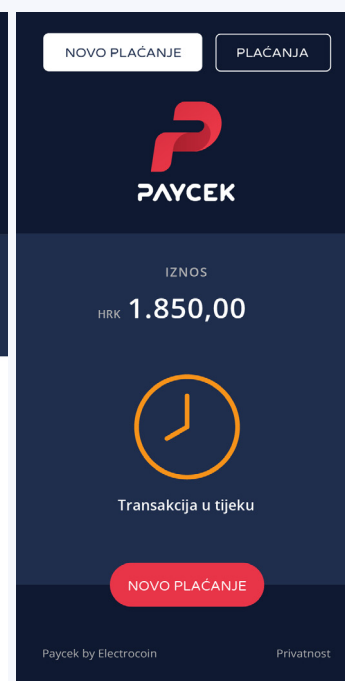 NOVO PLAĆANJE
PLAĆANJA
PAYCEK
IZNOS
HRK 1.850,00
Transakcija u tijeku
NOVO PLAĆANJE
Paycek by Electrocoin
Privatnost